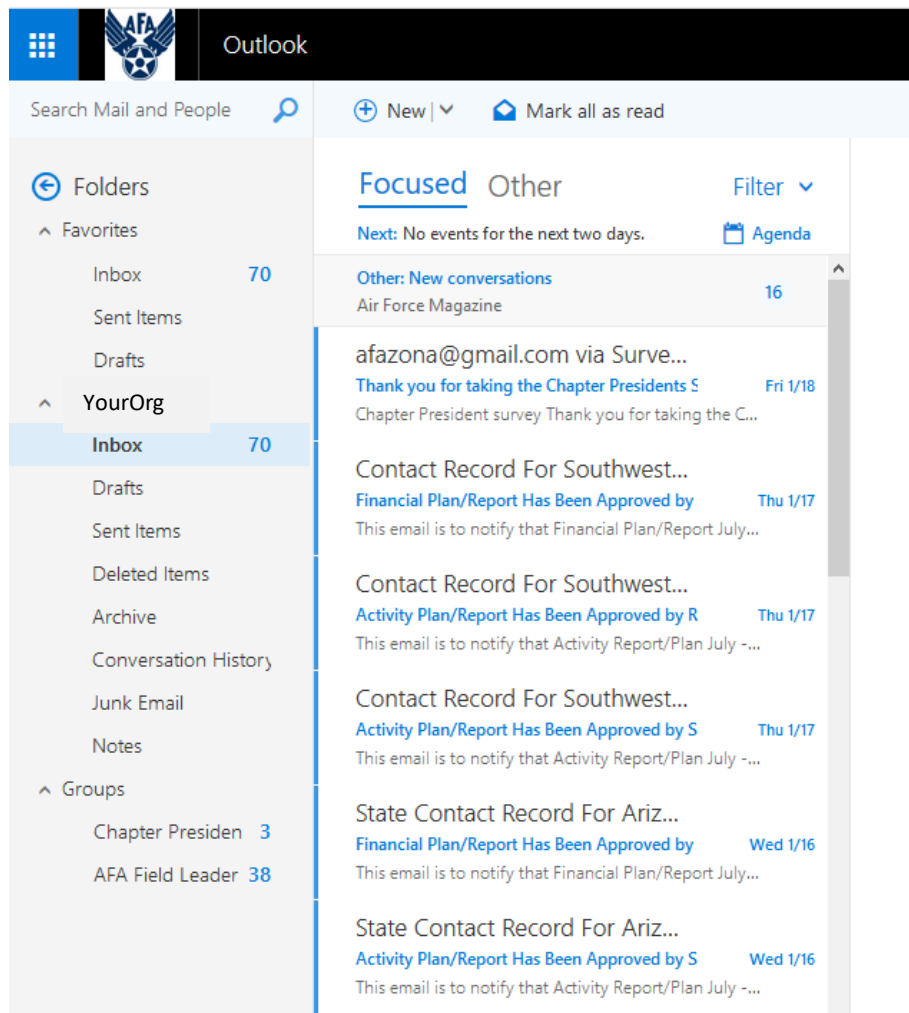 AFA
Outlook
Search Mail and People
New
Mark all as read
Folders
Favorites
Inbox 70
Sent Items
Drafts
YourOrg
Inbox 70
Drafts
Sent Items
Deleted Items
Archive
Conversation History
Junk Email
Notes
Groups
Chapter Presiden 3
AFA Field Leader 38
Focused Other Filter
Next: No events for the next two days. Agenda
Other: New conversations
Air Force Magazine 16
afazona@gmail.com via Surve...
Thank you for taking the Chapter Presidents S Fri 1/18
Chapter President survey Thank you for taking the C...
Contact Record For Southwest...
Financial Plan/Report Has Been Approved by Thu 1/17
This email is to notify that Financial Plan/Report July...
Contact Record For Southwest...
Activity Plan/Report Has Been Approved by R Thu 1/17
This email is to notify that Activity Report/Plan July -...
Contact Record For Southwest...
Activity Plan/Report Has Been Approved by S Thu 1/17
This email is to notify that Activity Report/Plan July -...
State Contact Record For Ariz...
Financial Plan/Report Has Been Approved by Wed 1/16
This email is to notify that Financial Plan/Report July...
State Contact Record For Ariz...
Activity Plan/Report Has Been Approved by S Wed 1/16
This email is to notify that Activity Report/Plan July -...